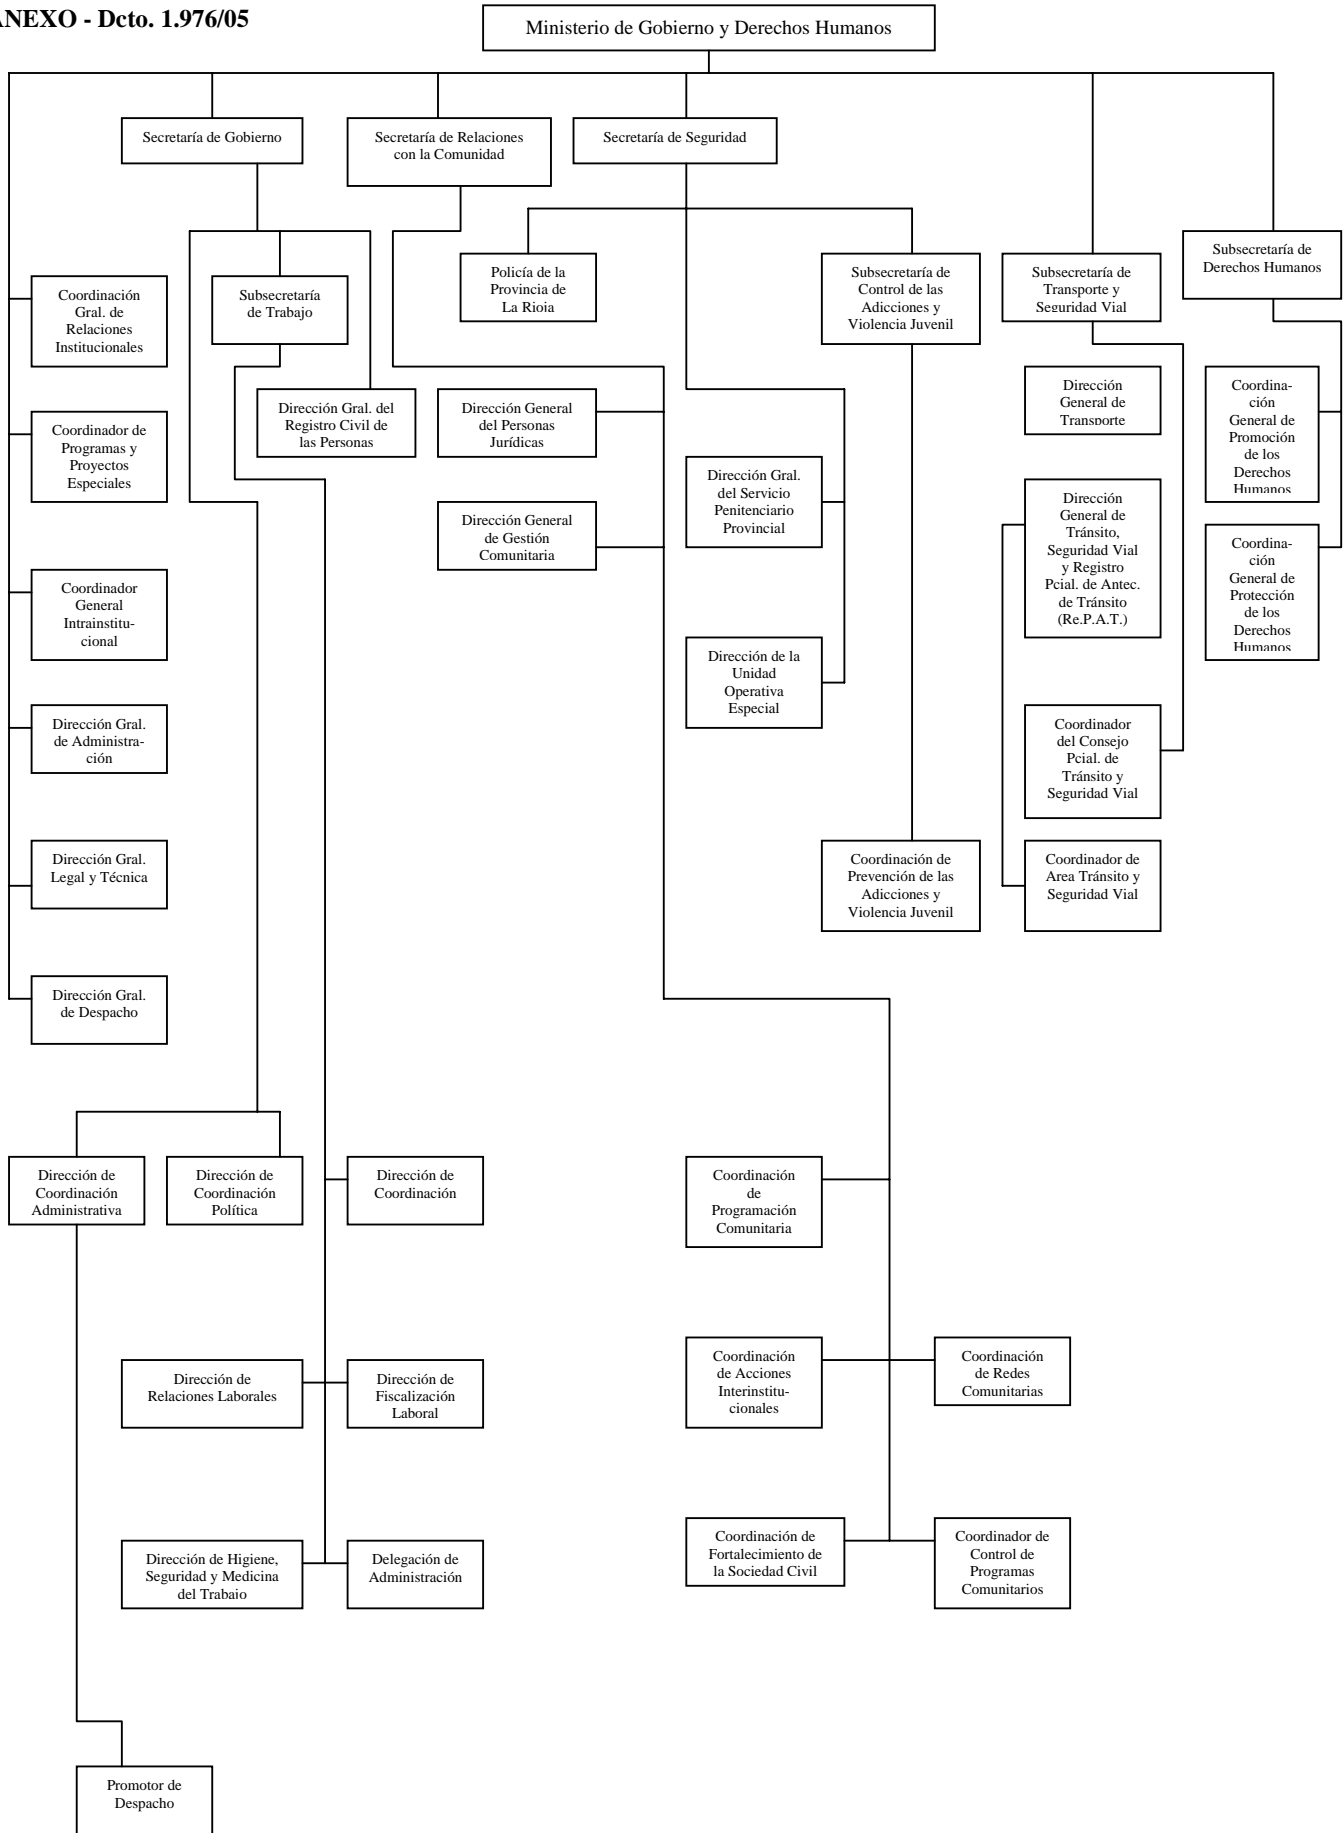 ANEXO - Dcto. 1.976/05
Ministerio de Gobierno y Derechos Humanos
Secretaría de Gobierno
Secretaría de Relaciones
con la Comunidad
Secretaría de Seguridad
Coordinación
Gral. de
Relaciones
Institucionales
Subsecretaría
de Trabajo
Policía de la
Provincia de
La Rioja
Subsecretaría de
Control de las
Adicciones y
Violencia Juvenil
Subsecretaría de
Transporte y
Seguridad Vial
Subsecretaría de
Derechos Humanos
Coordinador de
Programas y
Proyectos
Especiales
Dirección Gral. del
Registro Civil de
las Personas
Dirección General
del Personas
Jurídicas
Dirección
General de
Transporte
Coordina-
ción
General de
Promoción
de los
Derechos
Humanos
Dirección General
de Gestión
Comunitaria
Dirección Gral.
del Servicio
Penitenciario
Provincial
Dirección
General de
Tránsito,
Seguridad Vial
y Registro
Pcial. de Antec.
de Tránsito
(Re.P.A.T.)
Coordina-
ción
General de
Protección
de los
Derechos
Humanos
Coordinador
General
Intrainstitu-
cional
Dirección de la
Unidad
Operativa
Especial
Dirección Gral.
de Administra-
ción
Coordinador
del Consejo
Pcial. de
Tránsito y
Seguridad Vial
Dirección Gral.
Legal y Técnica
Coordinación de
Prevención de las
Adicciones y
Violencia Juvenil
Coordinador de
Area Tránsito y
Seguridad Vial
Dirección Gral.
de Despacho
Dirección de
Coordinación
Administrativa
Dirección de
Coordinación
Política
Dirección de
Coordinación
Coordinación
de
Programación
Comunitaria
Dirección de
Relaciones Laborales
Dirección de
Fiscalización
Laboral
Coordinación
de Acciones
Interinstitu-
cionales
Coordinación
de Redes
Comunitarias
Dirección de Higiene,
Seguridad y Medicina
del Trabajo
Delegación de
Administración
Coordinación de
Fortalecimiento de
la Sociedad Civil
Coordinador de
Control de
Programas
Comunitarios
Promotor de
Despacho